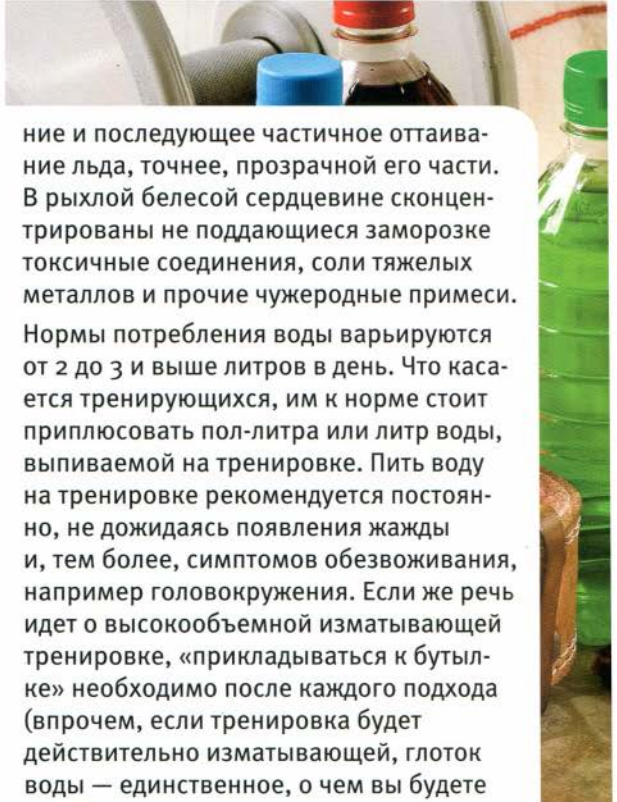 ние и последующее частичное оттаива-
ние льда, точнее, прозрачной его части.
В рыхлой белесой сердцевине сконцен-
трированы не поддающиеся заморозке
токсичные соединения, соли тяжелых
металлов и прочие чужеродные примеси.
Нормы потребления воды варьируются
от 2 до 3 и выше литров в день. Что каса-
ется тренирующихся, им к норме стоит
приплюсовать пол-литра или литр воды,
выпиваемой на тренировке. Пить воду
на тренировке рекомендуется постоян-
но, не дожидаясь появления жажды
и, тем более, симптомов обезвоживания,
например головокружения. Если же речь
идет о высокообъемной изматывающей
тренировке, «прикладываться к бутыл-
ке» необходимо после каждого подхода
(впрочем, если тренировка будет
действительно изматывающей, глоток
воды — единственное, о чем вы будете